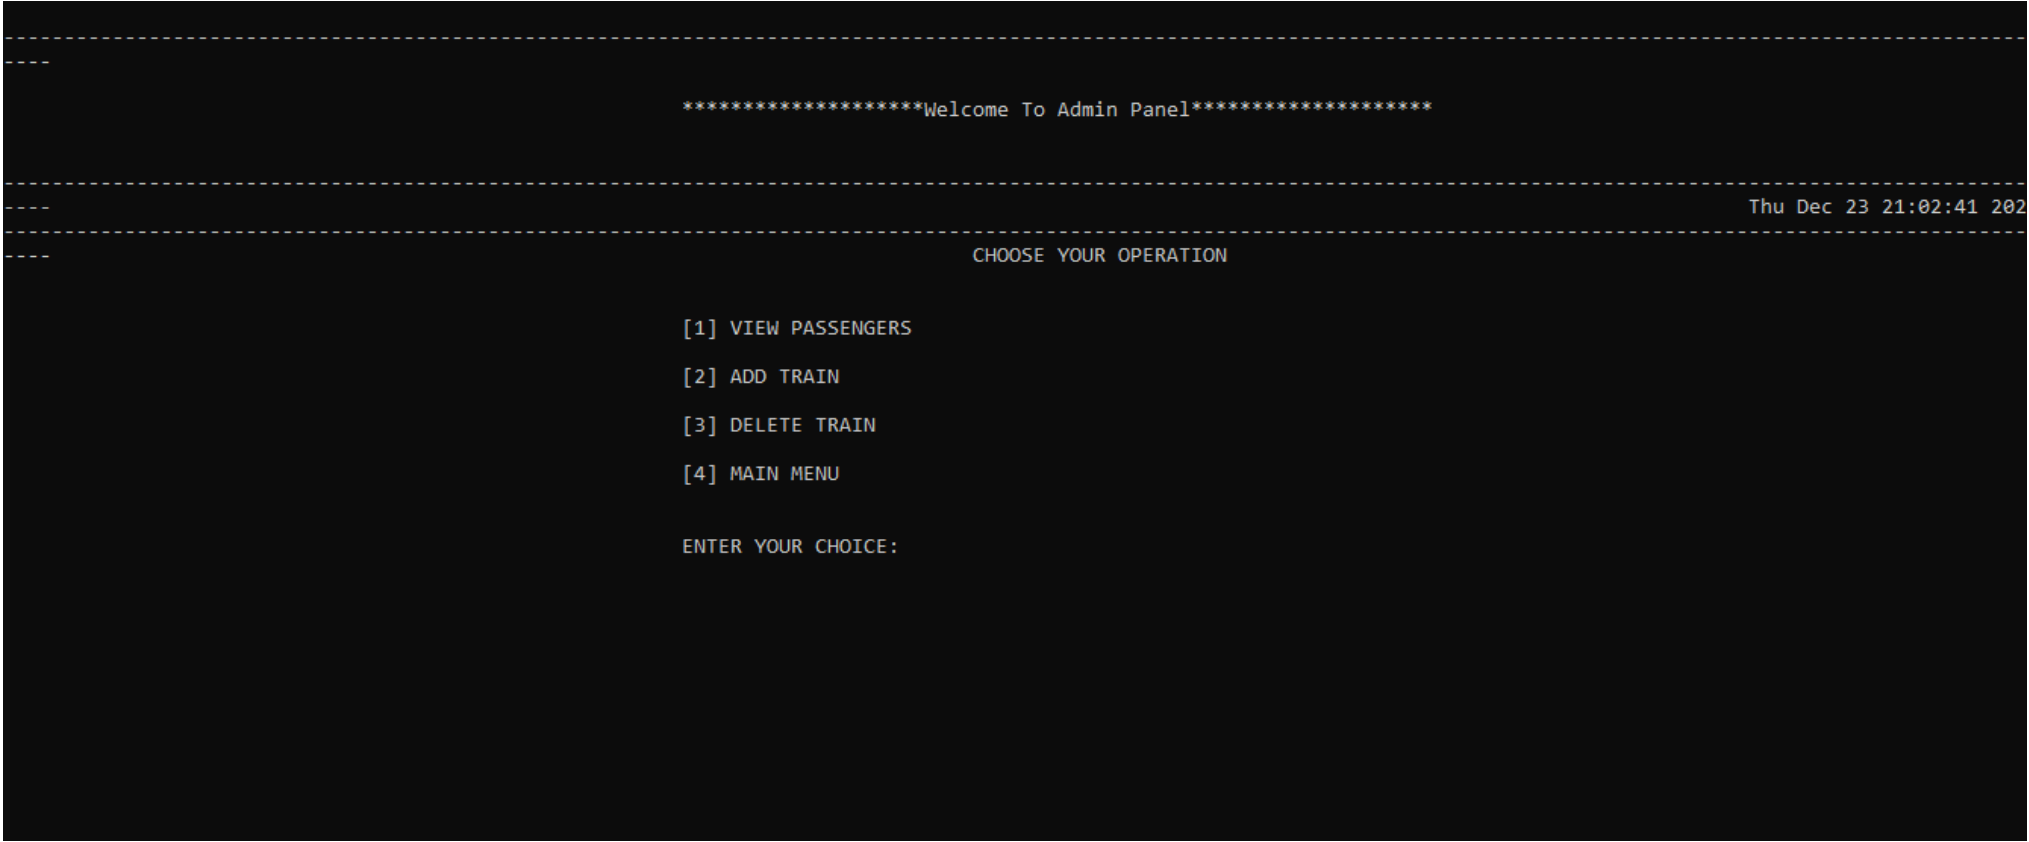 ------------------------------------------------------------------------------------------------------------------------------------------------------------------------
----
********************Welcome To Admin Panel********************
------------------------------------------------------------------------------------------------------------------------------------------------------------------------
---- Thu Dec 23 21:02:41 202
------------------------------------------------------------------------------------------------------------------------------------------------------------------------
---- CHOOSE YOUR OPERATION
[1] VIEW PASSENGERS
[2] ADD TRAIN
[3] DELETE TRAIN
[4] MAIN MENU
ENTER YOUR CHOICE: